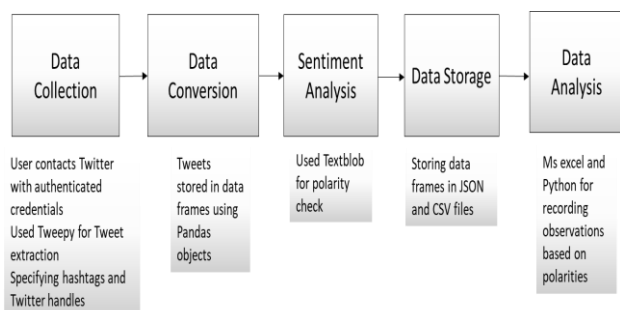 Data
Collection
Data
Conversion
Sentiment
Analysis
Data Storage
Data
Analysis
User contacts Twitter
with authenticated
credentials
Used Tweepy for Tweet
extraction
Specifying hashtags and
Twitter handles
Tweets
stored in data
frames using
Pandas
objects
Used Textblob
for polarity
check
Storing data
frames in JSON
and CSV files
Ms excel and
Python for
recording
observations
based on
polarities